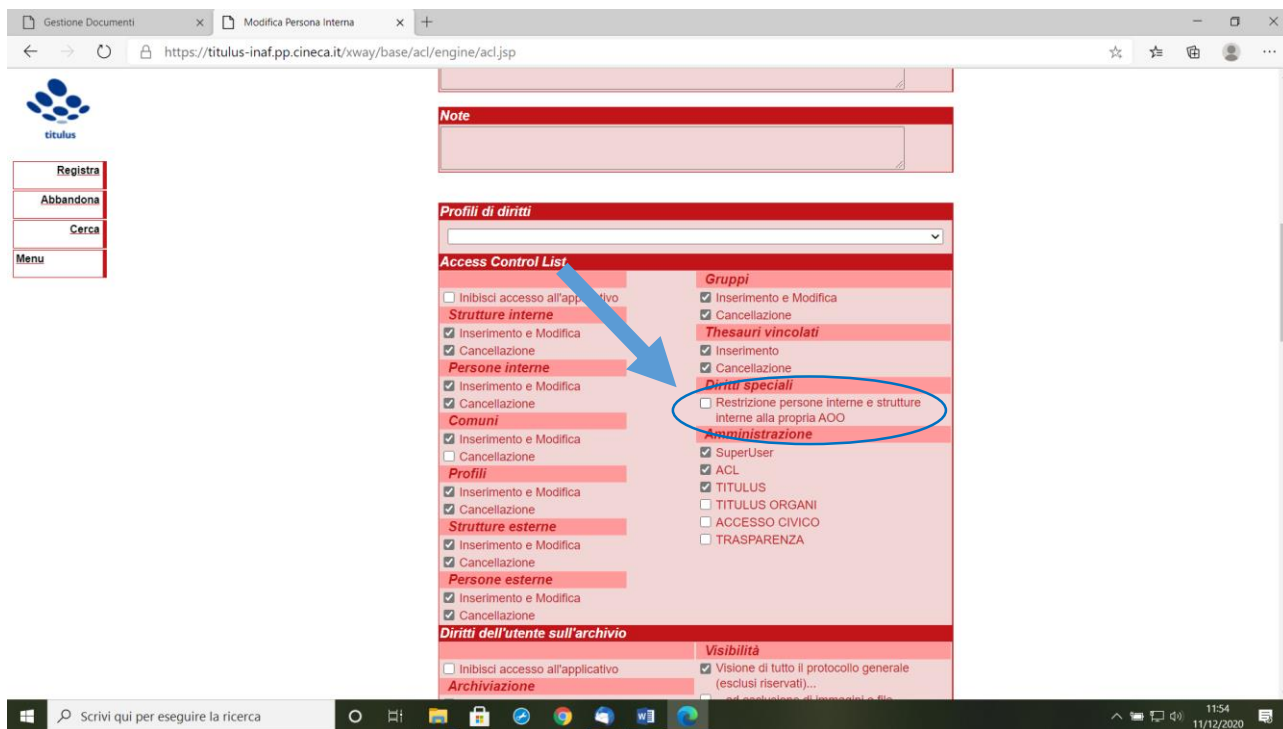 Gestione Documenti
Modifica Persona Interna
https://titulus-inaf.pp.cineca.it/xway/base/acl/engine/acl.jsp
titulus
Registra
Abbandona
Cerca
Menu
Note
Profili di diritti
Access Control List
Inibisci accesso all'app tivo
Strutture interne
Inserimento e Modifica
Cancellazione
Persone interne
Inserimento e Modifica
Cancellazione
Comuni
Inserimento e Modifica
Cancellazione
Profili
Inserimento e Modifica
Cancellazione
Strutture esterne
Inserimento e Modifica
Cancellazione
Persone esterne
Inserimento e Modifica
Cancellazione
Gruppi
Inserimento e Modifica
Cancellazione
Thesauri vincolati
Inserimento
Cancellazione
Diritti speciali
Restrizione persone interne e strutture
interne alla propria AOO
Amministrazione
SuperUser
ACL
TITULUS
TITULUS ORGANI
ACCESSO CIVICO
TRASPARENZA
Diritti dell'utente sull'archivio
Inibisci accesso all'applicativo
Archiviazione
Visibilità
Visione di tutto il protocollo generale
(esclusi riservati)...
Scrivi qui per eseguire la ricerca
11:54
11/12/2020